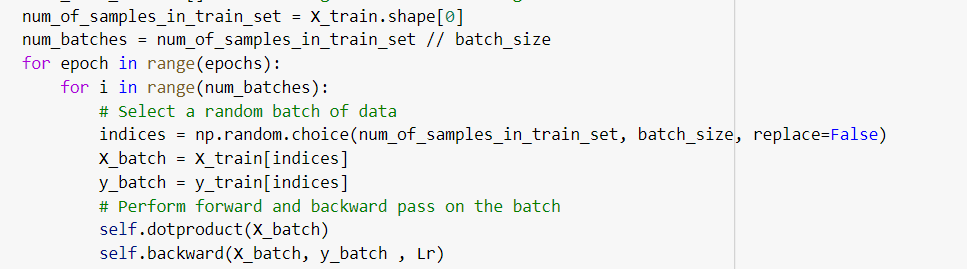 num_of_samples_in_train_set = X_train.shape[0]
num_batches = num_of_samples_in_train_set // batch_size
for epoch in range(epochs):
for i in range(num_batches):
# Select a random batch of data
indices = np.random.choice(num_of_samples_in_train_set, batch_size, replace=False)
X_batch = X_train[indices]
y_batch = y_train[indices]
# Perform forward and backward pass on the batch
self.dotproduct(X_batch)
self.backward(X_batch, y_batch , Lr)